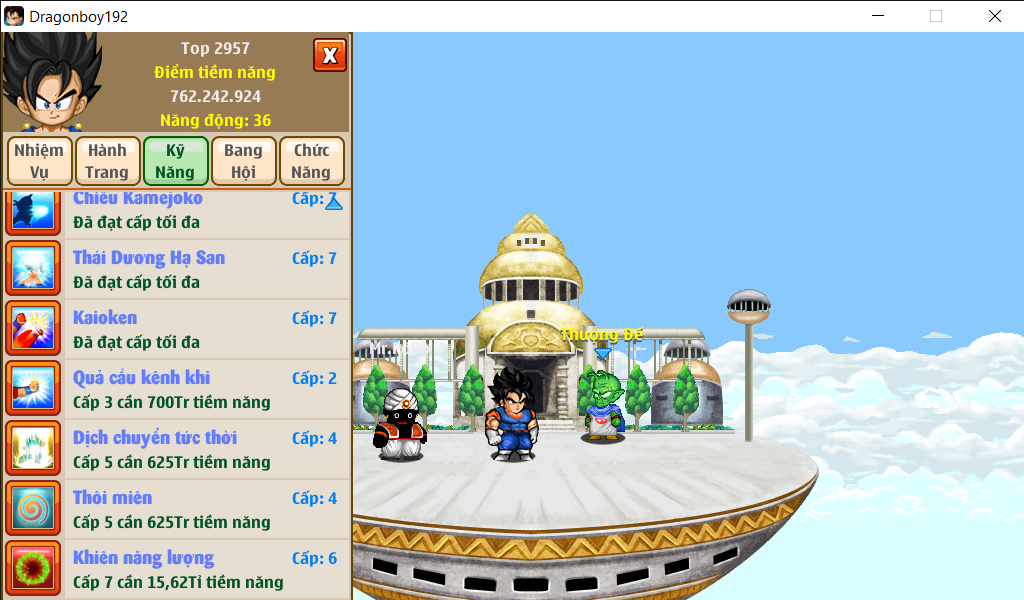 Dragonboy192
Top 2957
Điểm tiềm năng
762.242.924
Năng động: 36
X
Nhiệm Vụ
Hành Trang
Kỹ Năng
Bang Hội
Chức Năng
Chiêu Kamejoko Cấp: 7
Đã đạt cấp tối đa
Thái Dương Hạ San Cấp: 7
Đã đạt cấp tối đa
Kaioken Cấp: 7
Đã đạt cấp tối đa
Quả cầu kênh khi Cấp: 2
Cấp 3 cần 700Tr tiềm năng
Dịch chuyển tức thời Cấp: 4
Cấp 5 cần 625Tr tiềm năng
Thôi miên Cấp: 4
Cấp 5 cần 625Tr tiềm năng
Khiên năng lượng Cấp: 6
Cấp 7 cần 15,62Tỉ tiềm năng
Thượng Đế